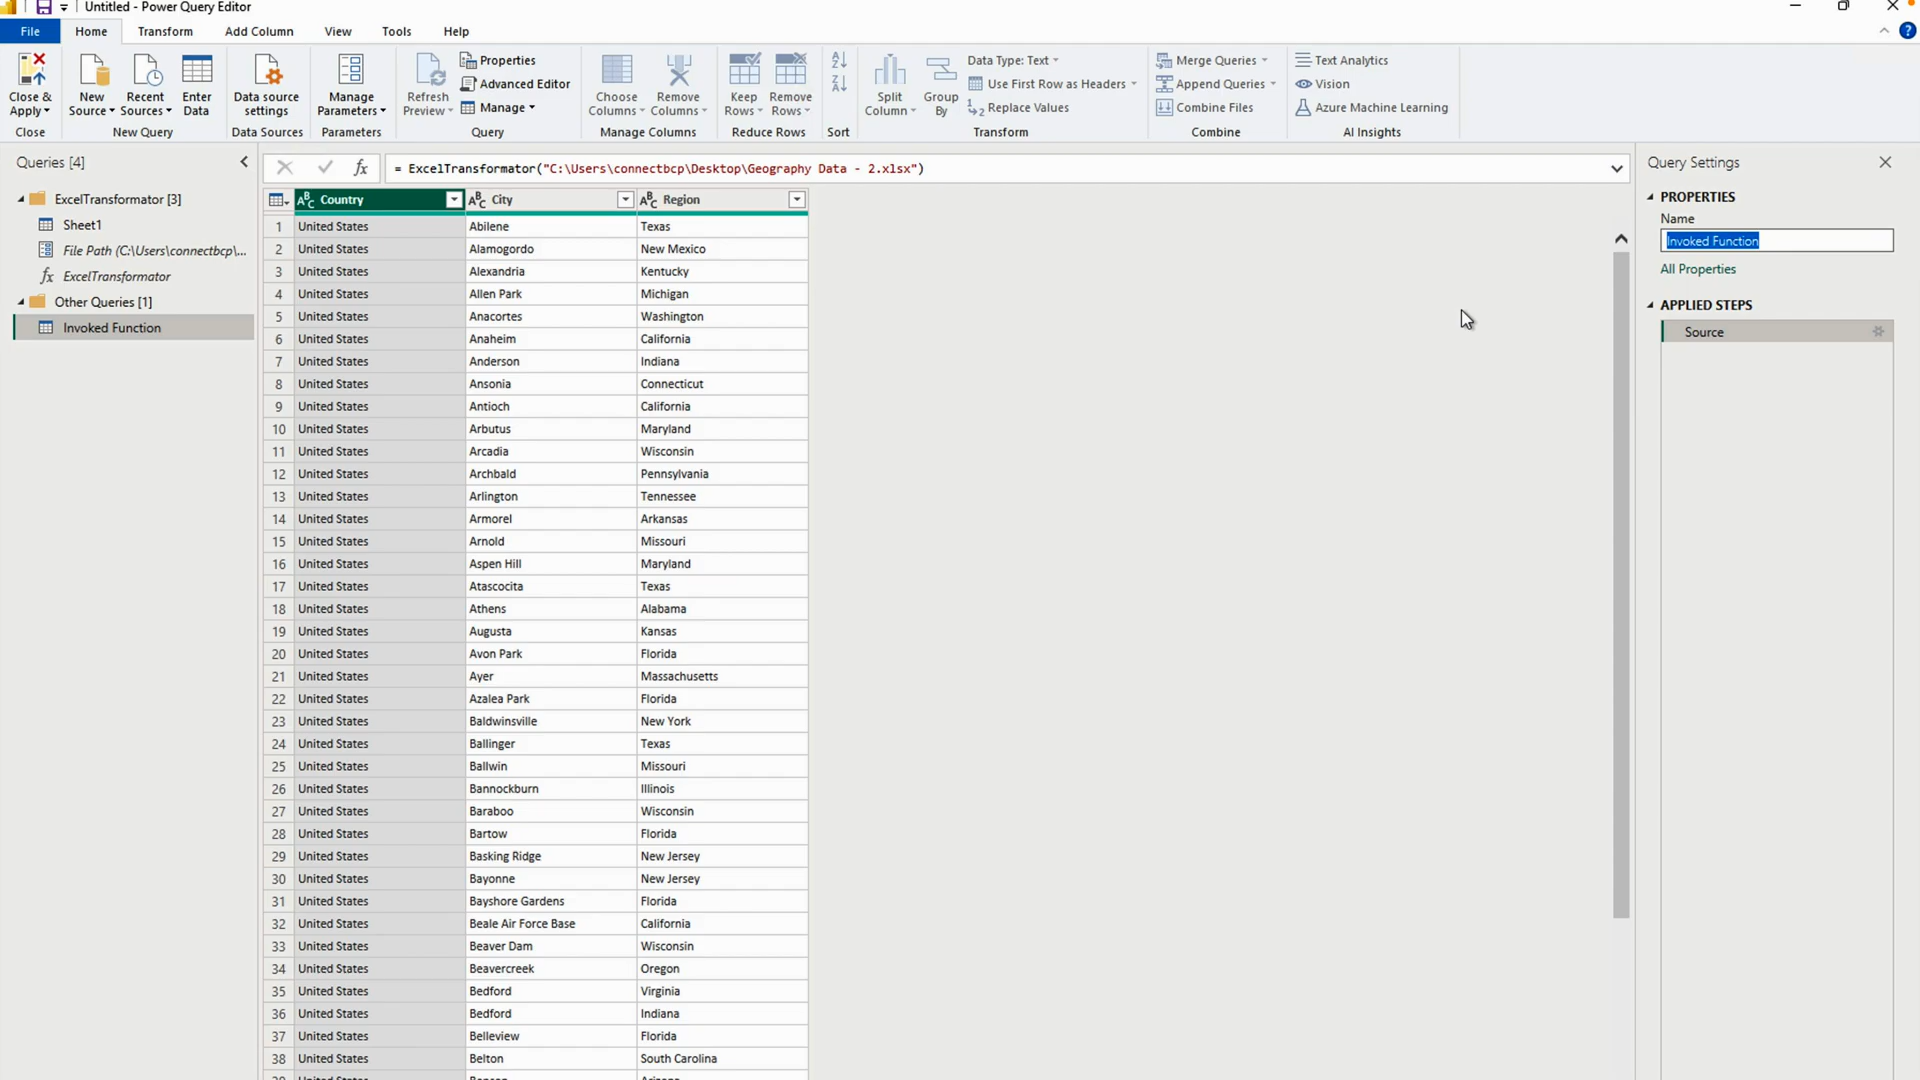 Untitled - Power Query Editor
File Home Transform Add Column View Tools Help
Close & Apply
New Source
Recent Sources
Enter Data
Data source settings
Manage Parameters
Refresh Preview
Properties
Advanced Editor
Manage
Choose Columns
Remove Columns
Keep Rows
Remove Rows
Split Column
Group By
Data Type: Text
Use First Row as Headers
Replace Values
Merge Queries
Append Queries
Combine Files
Text Analytics
Vision
Azure Machine Learning
Close New Query Data Sources Parameters Query Manage Columns Reduce Rows Sort Transform Combine AI Insights
Queries [4]
ExcelTransformator [3]
Sheet1
File Path (C:\Users\connectbcp\...
fx ExcelTransformator
Other Queries [1]
Invoked Function
fx = ExcelTransformator("C:\Users\connectbcp\Desktop\Geography Data - 2.xlsx")
ABC Country ABC City ABC Region
1 United States Abilene Texas
2 United States Alamogordo New Mexico
3 United States Alexandria Kentucky
4 United States Allen Park Michigan
5 United States Anacortes Washington
6 United States Anaheim California
7 United States Anderson Indiana
8 United States Ansonia Connecticut
9 United States Antioch California
10 United States Arbutus Maryland
11 United States Arcadia Wisconsin
12 United States Archbald Pennsylvania
13 United States Arlington Tennessee
14 United States Armorel Arkansas
15 United States Arnold Missouri
16 United States Aspen Hill Maryland
17 United States Atascocita Texas
18 United States Athens Alabama
19 United States Augusta Kansas
20 United States Avon Park Florida
21 United States Ayer Massachusetts
22 United States Azalea Park Florida
23 United States Baldwinsville New York
24 United States Ballinger Texas
25 United States Ballwin Missouri
26 United States Bannockburn Illinois
27 United States Baraboo Wisconsin
28 United States Bartow Florida
29 United States Basking Ridge New Jersey
30 United States Bayonne New Jersey
31 United States Bayshore Gardens Florida
32 United States Beale Air Force Base California
33 United States Beaver Dam Wisconsin
34 United States Beavercreek Oregon
35 United States Bedford Virginia
36 United States Bedford Indiana
37 United States Belleview Florida
38 United States Belton South Carolina
Query Settings
PROPERTIES
Name
Invoked Function
All Properties
APPLIED STEPS
Source